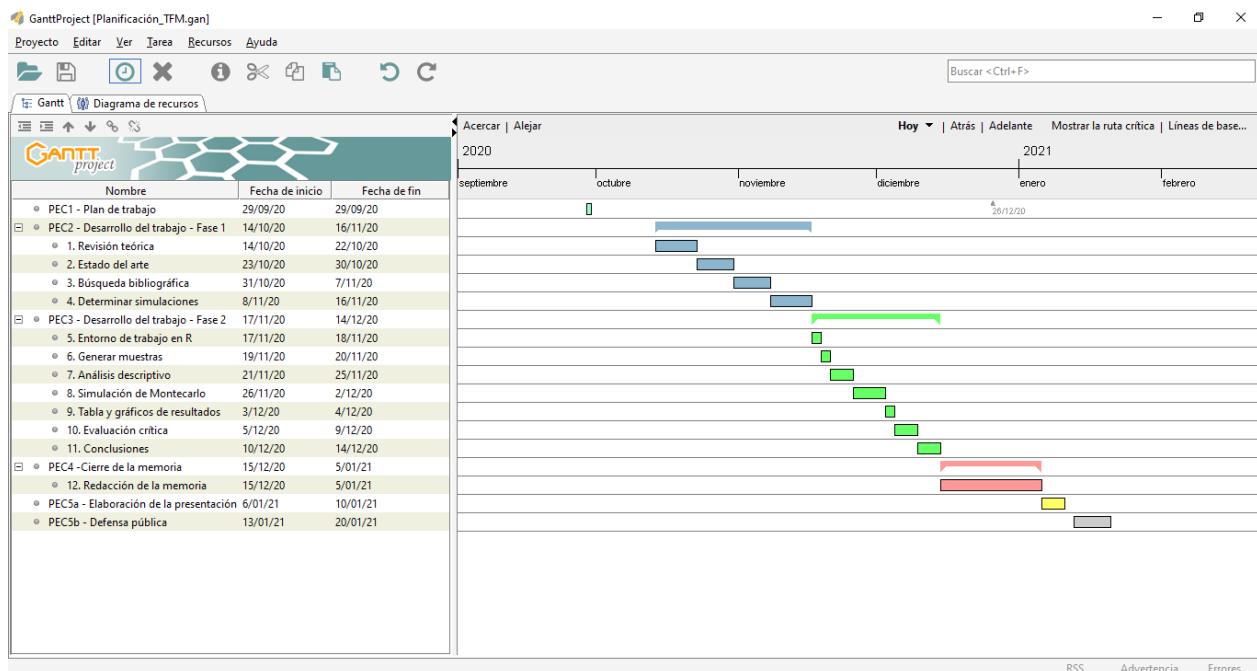 GanttProject [Planificación_TFM.gan]
Proyecto Editar Ver Tarea Recursos Ayuda
Buscar <Ctrl+F>
Gantt Diagrama de recursos
Acercar | Alejar Hoy | Atrás | Adelante Mostrar la ruta crítica | Líneas de base...
GANTT project
2020 2021
Nombre Fecha de inicio Fecha de fin septiembre octubre noviembre diciembre enero febrero
PEC1 - Plan de trabajo 29/09/20 29/09/20 26/12/20
PEC2 - Desarrollo del trabajo - Fase 1 14/10/20 16/11/20
1. Revisión teórica 14/10/20 22/10/20
2. Estado del arte 23/10/20 30/10/20
3. Búsqueda bibliográfica 31/10/20 7/11/20
4. Determinar simulaciones 8/11/20 16/11/20
PEC3 - Desarrollo del trabajo - Fase 2 17/11/20 14/12/20
5. Entorno de trabajo en R 17/11/20 18/11/20
6. Generar muestras 19/11/20 20/11/20
7. Análisis descriptivo 21/11/20 25/11/20
8. Simulación de Montecarlo 26/11/20 2/12/20
9. Tabla y gráficos de resultados 3/12/20 4/12/20
10. Evaluación crítica 5/12/20 9/12/20
11. Conclusiones 10/12/20 14/12/20
PEC4 -Cierre de la memoria 15/12/20 5/01/21
12. Redacción de la memoria 15/12/20 5/01/21
PEC5a - Elaboración de la presentación 6/01/21 10/01/21
PEC5b - Defensa pública 13/01/21 20/01/21
RSS Advertencia Errores